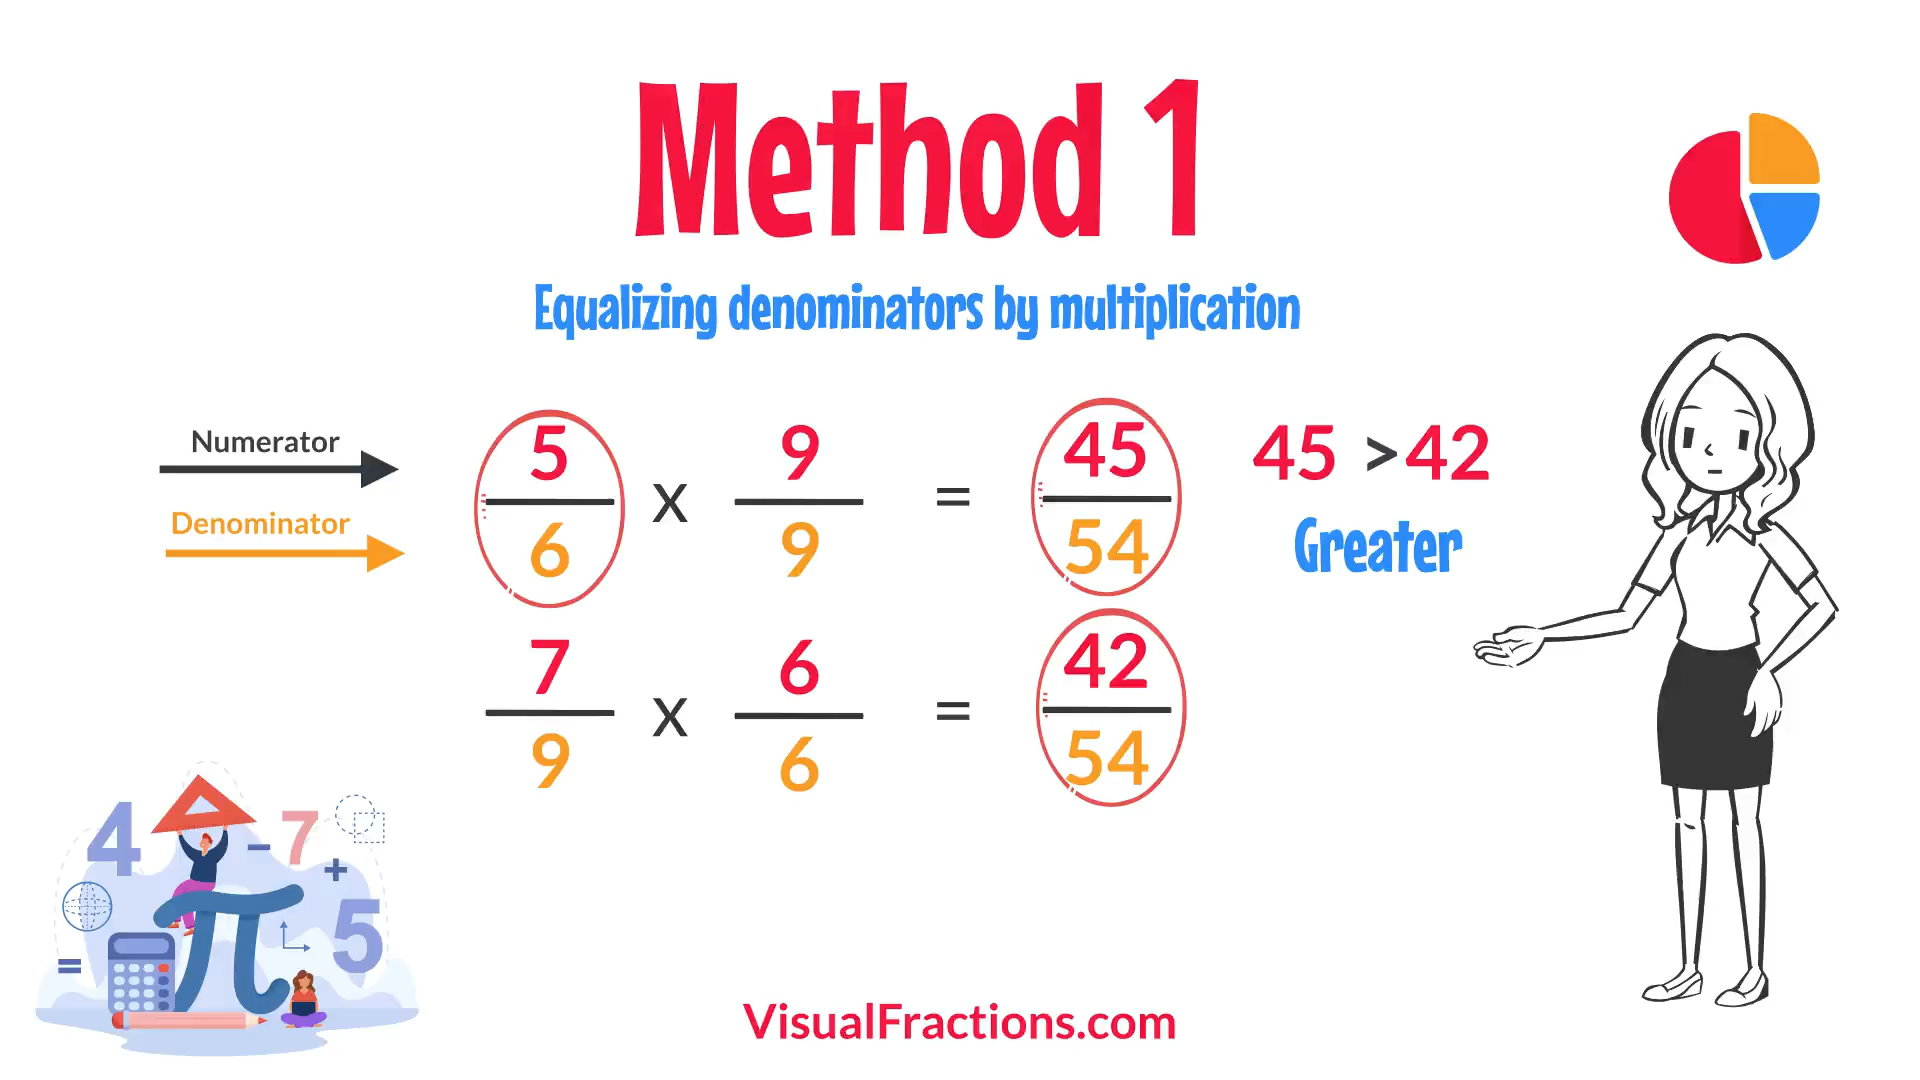 Method 1
Equalizing denominators by multiplication
Numerator
Denominator
5/6 x 9/9 = 45/54
45 > 42
Greater
7/9 x 6/6 = 42/54
4
- 7
+
5
=
π
VisualFractions.com